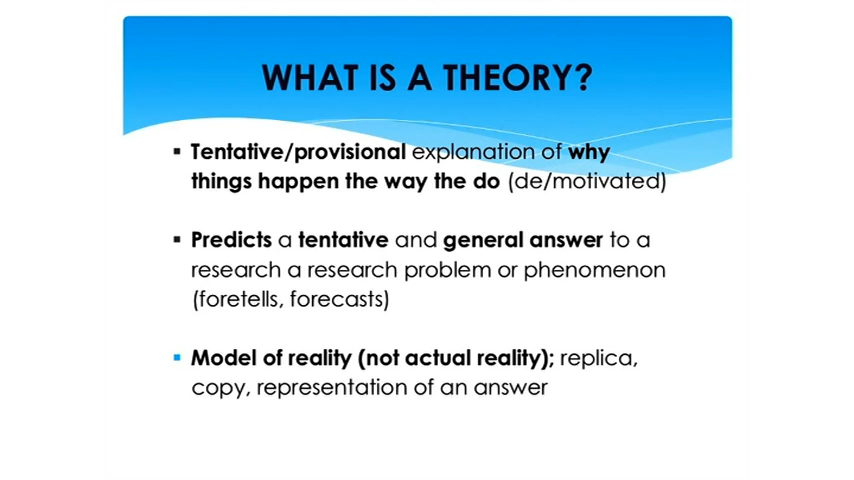 WHAT IS A THEORY?
▪ Tentative/provisional explanation of why
things happen the way the do (de/motivated)
▪ Predicts a tentative and general answer to a
research a research problem or phenomenon
(foretells, forecasts)
▪ Model of reality (not actual reality); replica,
copy, representation of an answer